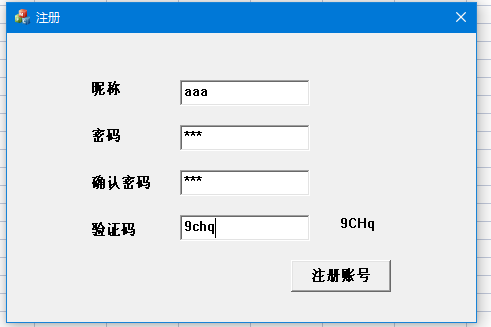 注册
昵称 aaa
密码 ***
确认密码 ***
验证码 9chq 9CHq
注册账号